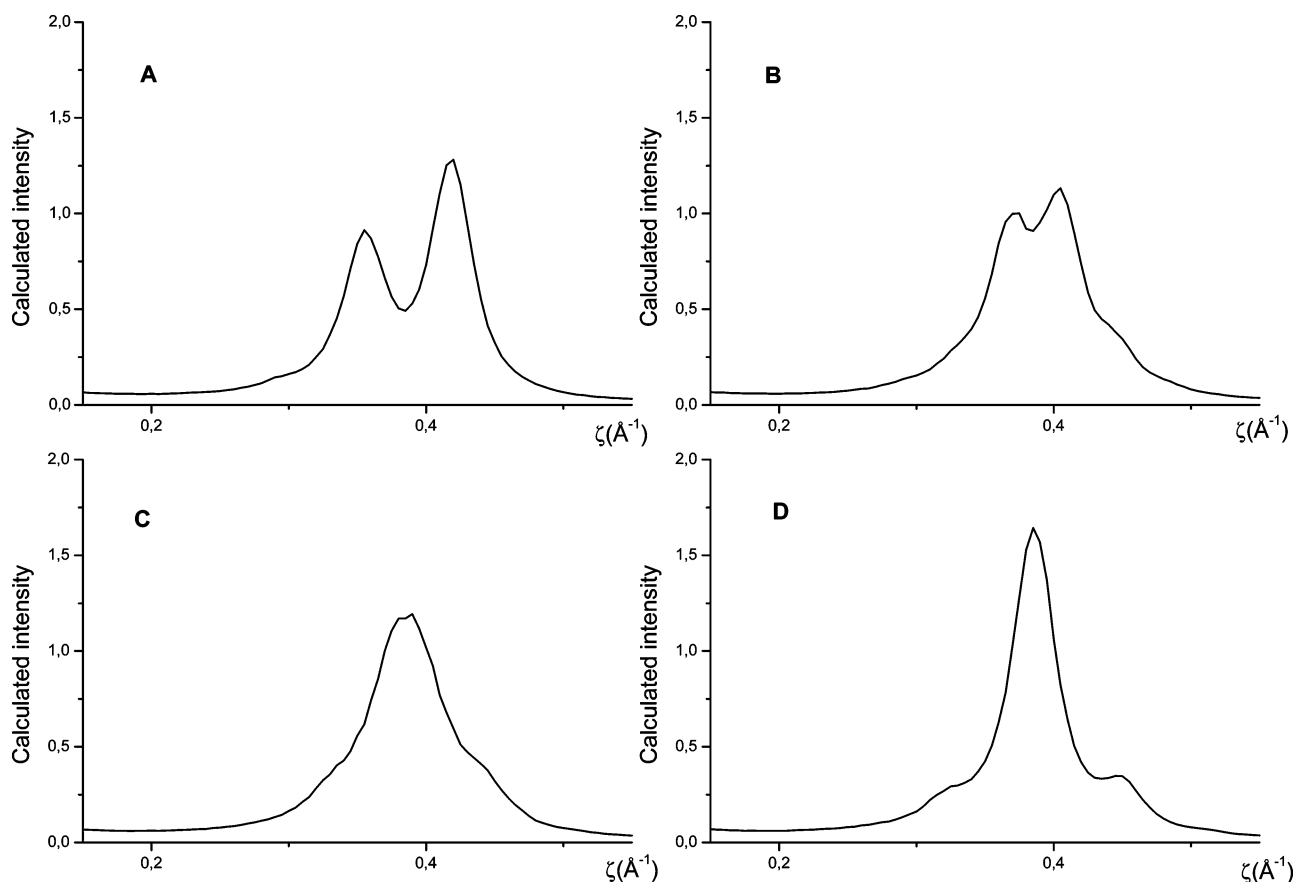 A
Calculated intensity
2,0
1,5
1,0
0,5
0,0
0,2
0,4
ζ(Å⁻¹)
B
Calculated intensity
2,0
1,5
1,0
0,5
0,0
0,2
0,4
ζ(Å⁻¹)
C
Calculated intensity
2,0
1,5
1,0
0,5
0,0
0,2
0,4
ζ(Å⁻¹)
D
Calculated intensity
2,0
1,5
1,0
0,5
0,0
0,2
0,4
ζ(Å⁻¹)